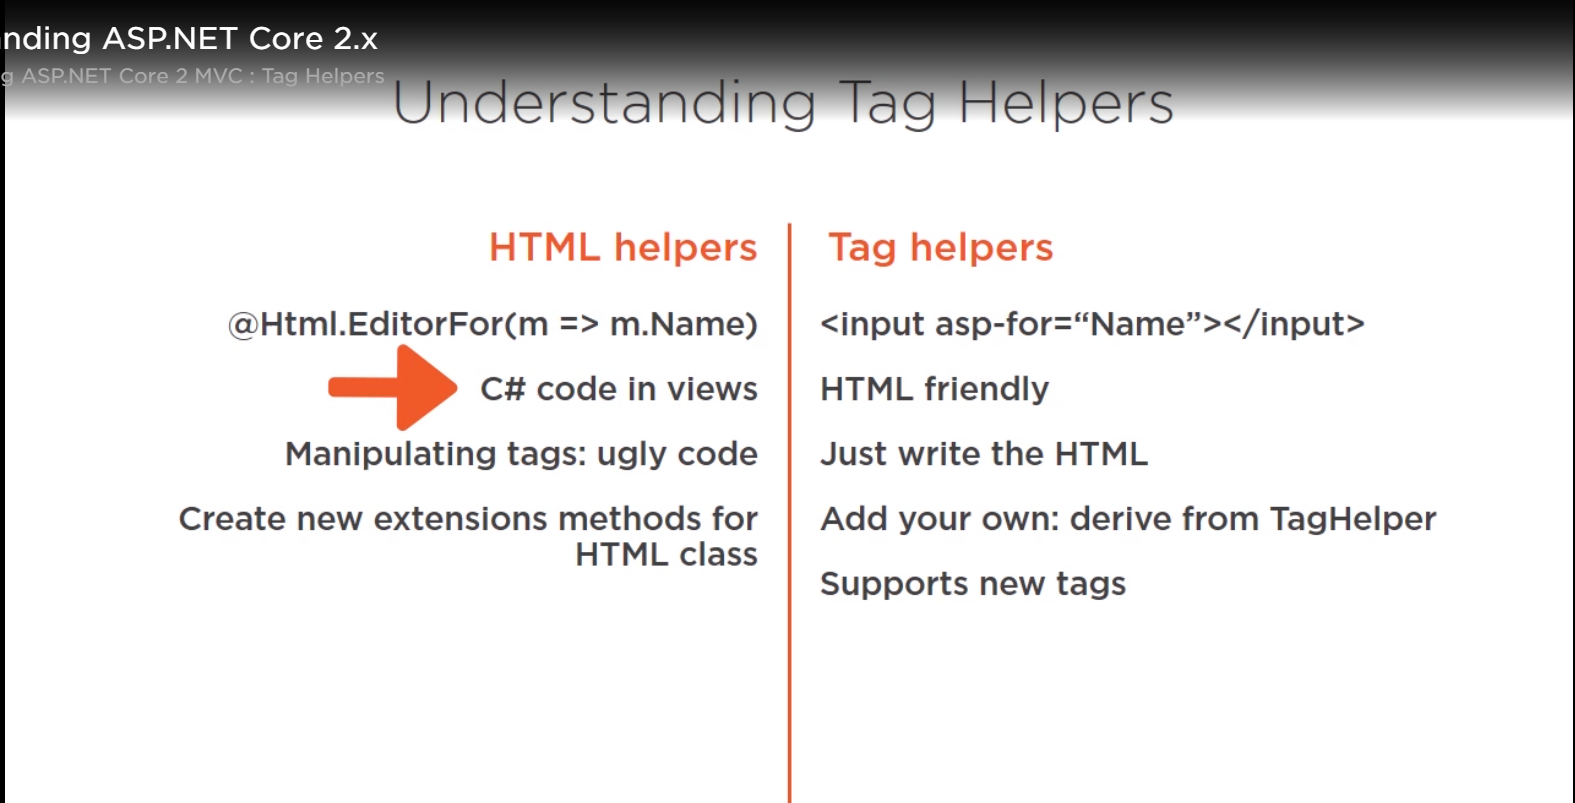 nding ASP.NET Core 2.x
g ASP.NET Core 2 MVC : Tag Helpers
Understanding Tag Helpers
HTML helpers
@Html.EditorFor(m => m.Name)
C# code in views
Manipulating tags: ugly code
Create new extensions methods for
HTML class
Tag helpers
<input asp-for=“Name”></input>
HTML friendly
Just write the HTML
Add your own: derive from TagHelper
Supports new tags